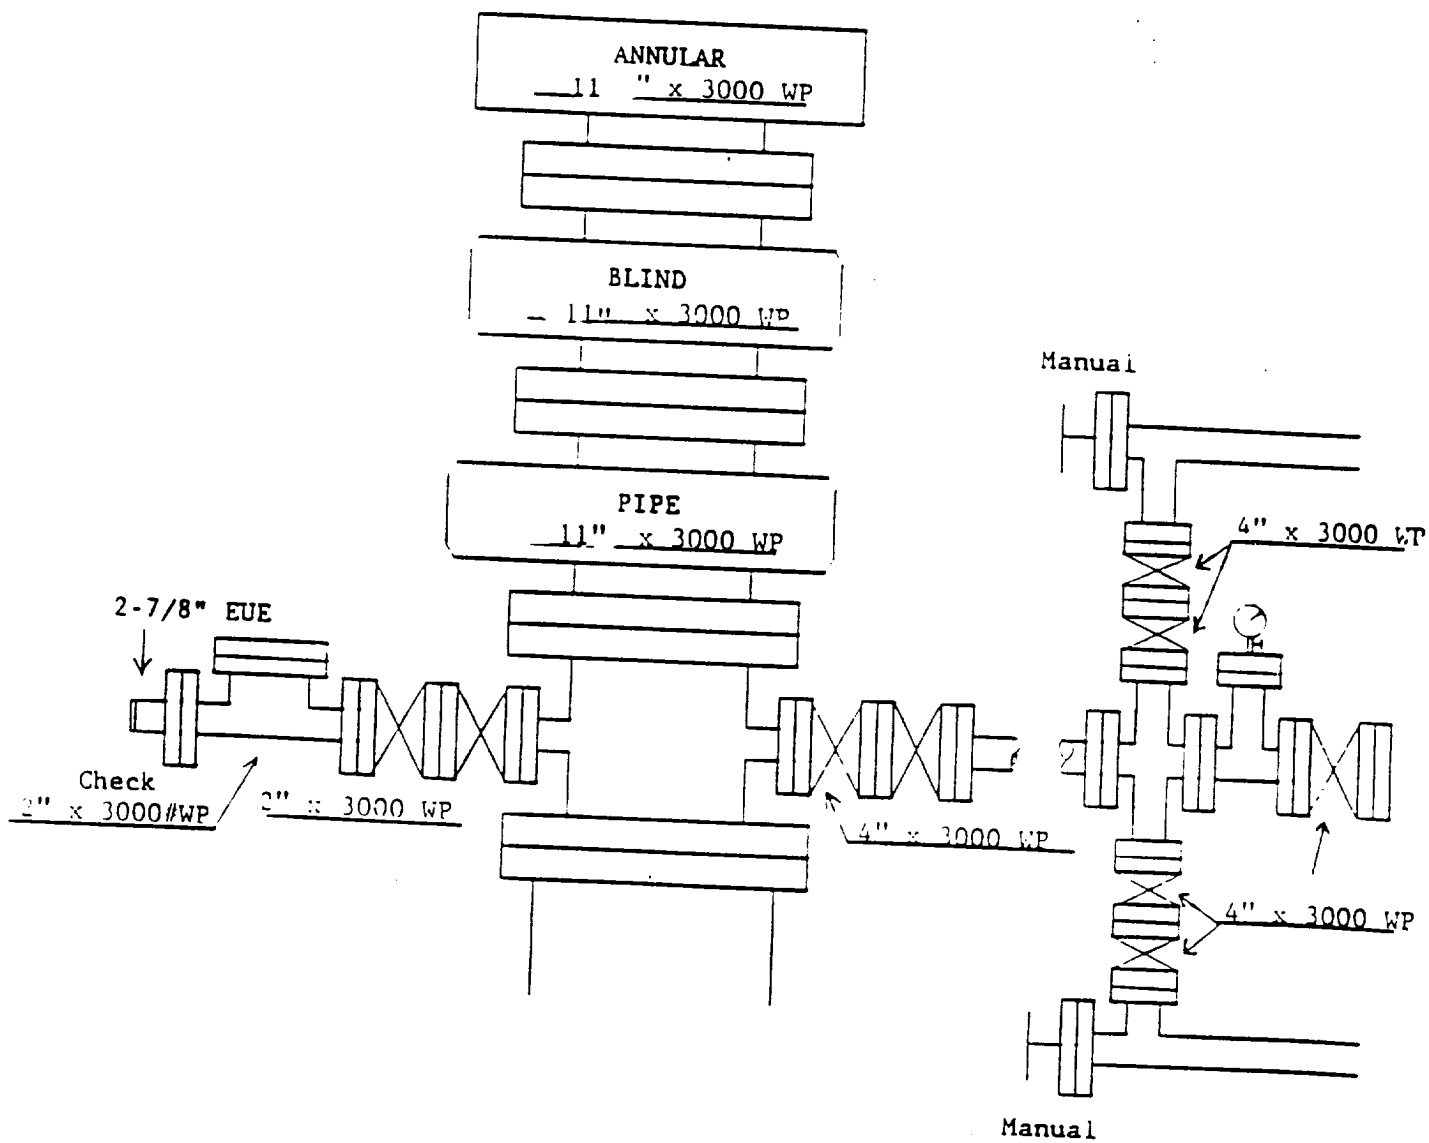 ANNULAR
11 " x 3000 WP
BLIND
11" x 3000 WP
Manual
PIPE
11" x 3000 WP
4" x 3000 WP
2-7/8" EUE
Check
2" x 3000#WP
2" x 3000 WP
4" x 3000 WP
4" x 3000 WP
Manual